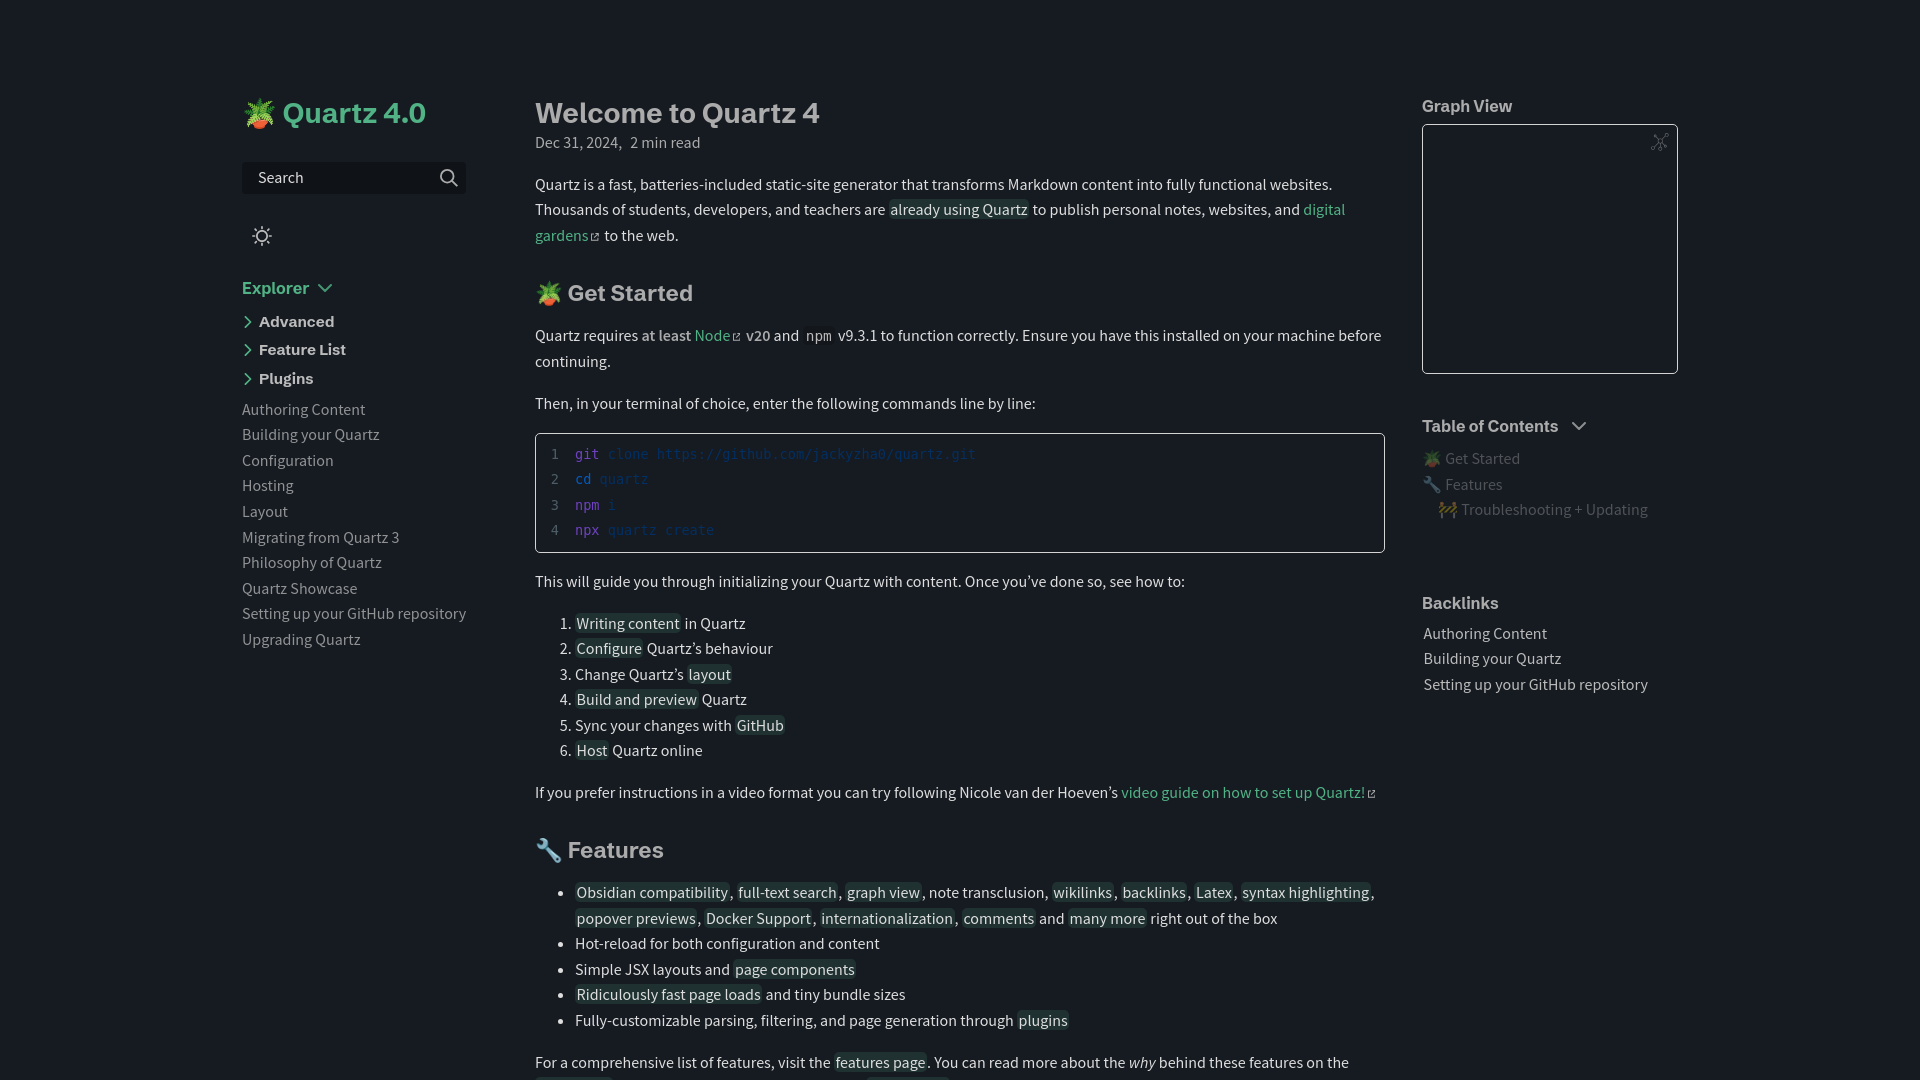 🪴 Quartz 4.0
Search
Explorer
Advanced
Feature List
Plugins
Authoring Content
Building your Quartz
Configuration
Hosting
Layout
Migrating from Quartz 3
Philosophy of Quartz
Quartz Showcase
Setting up your GitHub repository
Upgrading Quartz
Welcome to Quartz 4
Dec 31, 2024, 2 min read
Quartz is a fast, batteries-included static-site generator that transforms Markdown content into fully functional websites.
Thousands of students, developers, and teachers are already using Quartz to publish personal notes, websites, and digital
gardens to the web.
🪴 Get Started
Quartz requires at least Node v20 and npm v9.3.1 to function correctly. Ensure you have this installed on your machine before
continuing.
Then, in your terminal of choice, enter the following commands line by line:
1 git clone https://github.com/jackyzha0/quartz.git
2 cd quartz
3 npm i
4 npx quartz create
This will guide you through initializing your Quartz with content. Once you’ve done so, see how to:
1. Writing content in Quartz
2. Configure Quartz’s behaviour
3. Change Quartz’s layout
4. Build and preview Quartz
5. Sync your changes with GitHub
6. Host Quartz online
If you prefer instructions in a video format you can try following Nicole van der Hoeven’s video guide on how to set up Quartz!
🔧 Features
• Obsidian compatibility, full-text search, graph view, note transclusion, wikilinks, backlinks, Latex, syntax highlighting,
popover previews, Docker Support, internationalization, comments and many more right out of the box
• Hot-reload for both configuration and content
• Simple JSX layouts and page components
• Ridiculously fast page loads and tiny bundle sizes
• Fully-customizable parsing, filtering, and page generation through plugins
For a comprehensive list of features, visit the features page. You can read more about the why behind these features on the
Graph View
Table of Contents
🪴 Get Started
🔧 Features
🚧 Troubleshooting + Updating
Backlinks
Authoring Content
Building your Quartz
Setting up your GitHub repository